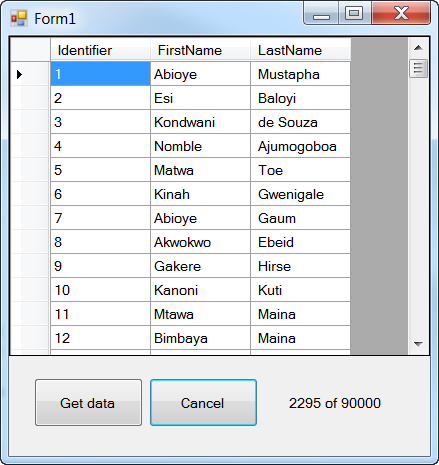 Form1
Identifier FirstName LastName
1 Abioye Mustapha
2 Esi Baloyi
3 Kondwani de Souza
4 Nomble Ajumogoboa
5 Matwa Toe
6 Kinah Gwenigale
7 Abioye Gaum
8 Akwokwo Ebeid
9 Gakere Hirse
10 Kanoni Kuti
11 Mtawa Maina
12 Bimbaya Maina
Get data Cancel 2295 of 90000